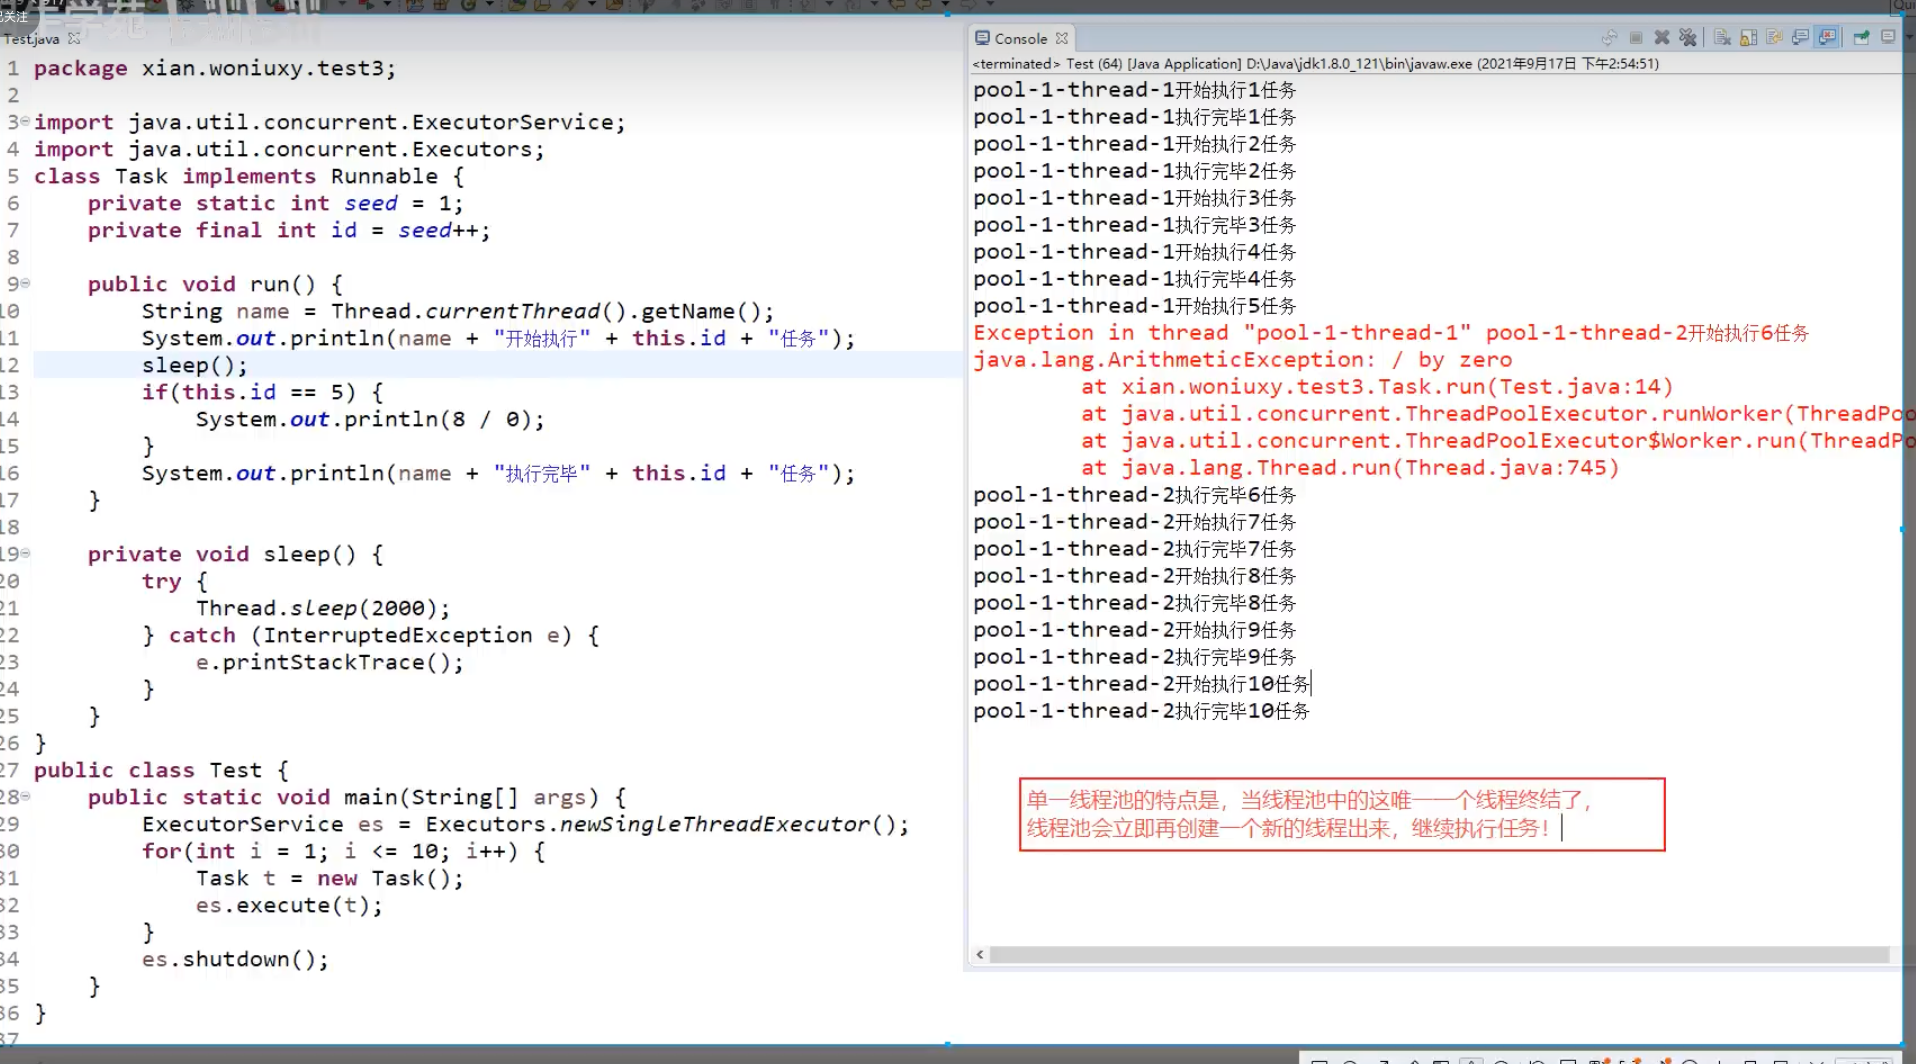 已关注
Test.java
1 package xian.woniuxy.test3;
2
3 import java.util.concurrent.ExecutorService;
4 import java.util.concurrent.Executors;
5 class Task implements Runnable {
6 private static int seed = 1;
7 private final int id = seed++;
8
9 public void run() {
10 String name = Thread.currentThread().getName();
11 System.out.println(name + "开始执行" + this.id + "任务");
12 sleep();
13 if(this.id == 5) {
14 System.out.println(8 / 0);
15 }
16 System.out.println(name + "执行完毕" + this.id + "任务");
17 }
18
19 private void sleep() {
20 try {
21 Thread.sleep(2000);
22 } catch (InterruptedException e) {
23 e.printStackTrace();
24 }
25 }
26 }
27 public class Test {
28 public static void main(String[] args) {
29 ExecutorService es = Executors.newSingleThreadExecutor();
30 for(int i = 1; i <= 10; i++) {
31 Task t = new Task();
32 es.execute(t);
33 }
34 es.shutdown();
35 }
36 }
37
Console
<terminated> Test (64) [Java Application] D:\Java\jdk1.8.0_121\bin\javaw.exe (2021年9月17日 下午2:54:51)
pool-1-thread-1开始执行1任务
pool-1-thread-1执行完毕1任务
pool-1-thread-1开始执行2任务
pool-1-thread-1执行完毕2任务
pool-1-thread-1开始执行3任务
pool-1-thread-1执行完毕3任务
pool-1-thread-1开始执行4任务
pool-1-thread-1执行完毕4任务
pool-1-thread-1开始执行5任务
Exception in thread "pool-1-thread-1" pool-1-thread-2开始执行6任务
java.lang.ArithmeticException: / by zero
at xian.woniuxy.test3.Task.run(Test.java:14)
at java.util.concurrent.ThreadPoolExecutor.runWorker(ThreadPoo
at java.util.concurrent.ThreadPoolExecutor$Worker.run(ThreadPo
at java.lang.Thread.run(Thread.java:745)
pool-1-thread-2执行完毕6任务
pool-1-thread-2开始执行7任务
pool-1-thread-2执行完毕7任务
pool-1-thread-2开始执行8任务
pool-1-thread-2执行完毕8任务
pool-1-thread-2开始执行9任务
pool-1-thread-2执行完毕9任务
pool-1-thread-2开始执行10任务
pool-1-thread-2执行完毕10任务
单一线程池的特点是，当线程池中的这唯一一个线程终结了，
线程池会立即再创建一个新的线程出来，继续执行任务！